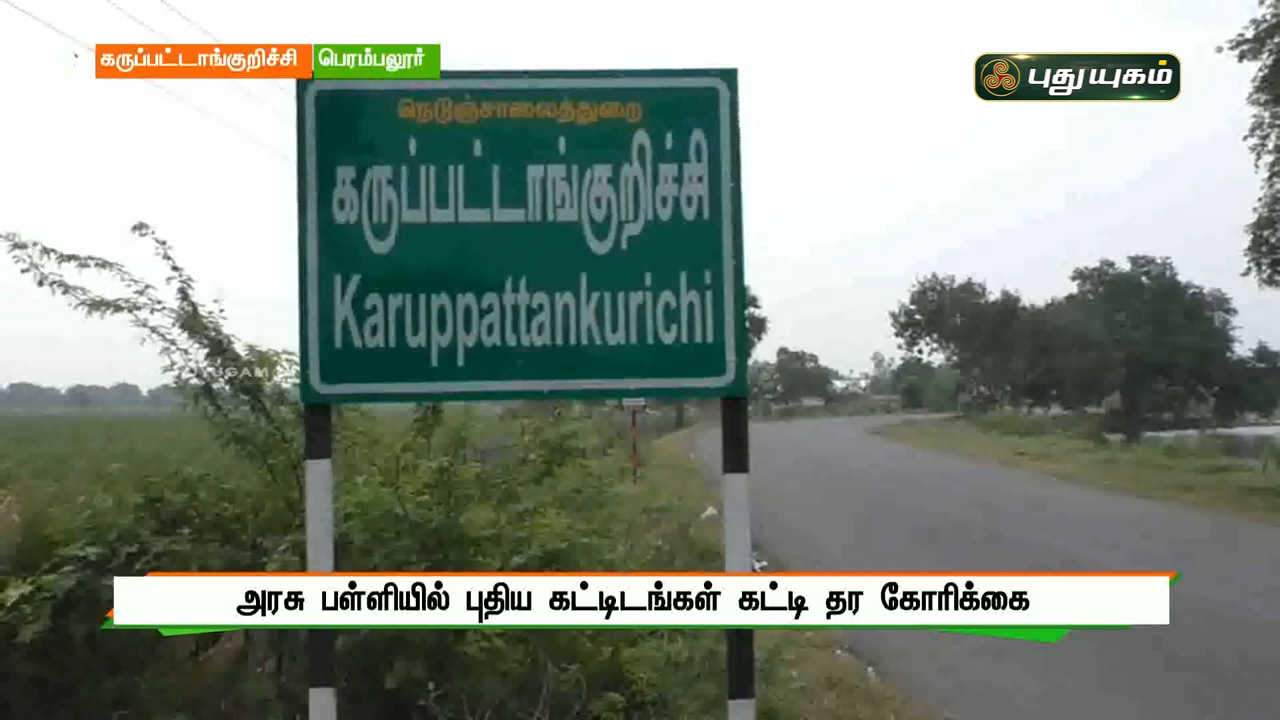 கருப்பட்டாங்குறிச்சி பெரம்பலூர்
புதுயுகம்
நெடுஞ்சாலைத்துறை
கருப்பட்டாங்குறிச்சி
Karuppattankurichi
அரசு பள்ளியில் புதிய கட்டிடங்கள் கட்டி தர கோரிக்கை